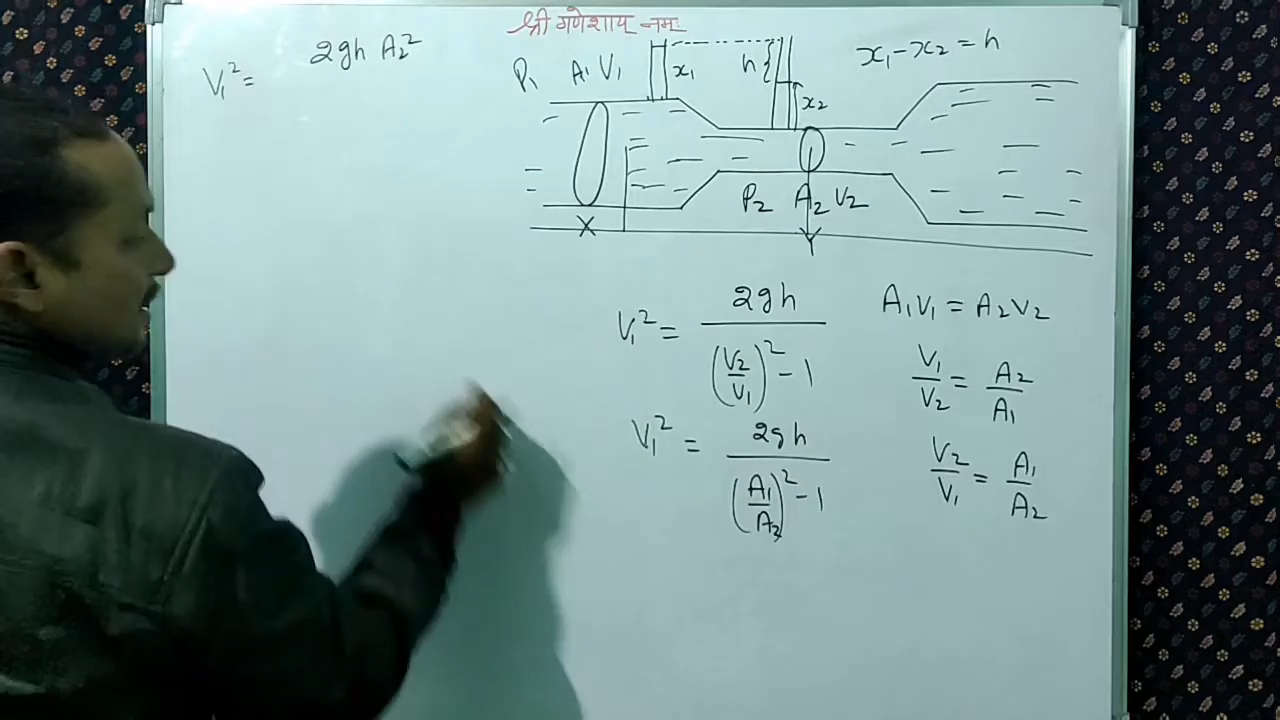 श्री गणेशाय नमः
V₁² = 2gh A₂²
P₁ A₁ V₁
x₁
h{
x₂
x₁ - x₂ = h
P₂ A₂ V₂
X
Y
V₁² = 2gh / ((V₂/V₁)² - 1)
A₁V₁ = A₂V₂
V₁/V₂ = A₂/A₁
V₁² = 2gh / ((A₁/A₂)² - 1)
V₂/V₁ = A₁/A₂